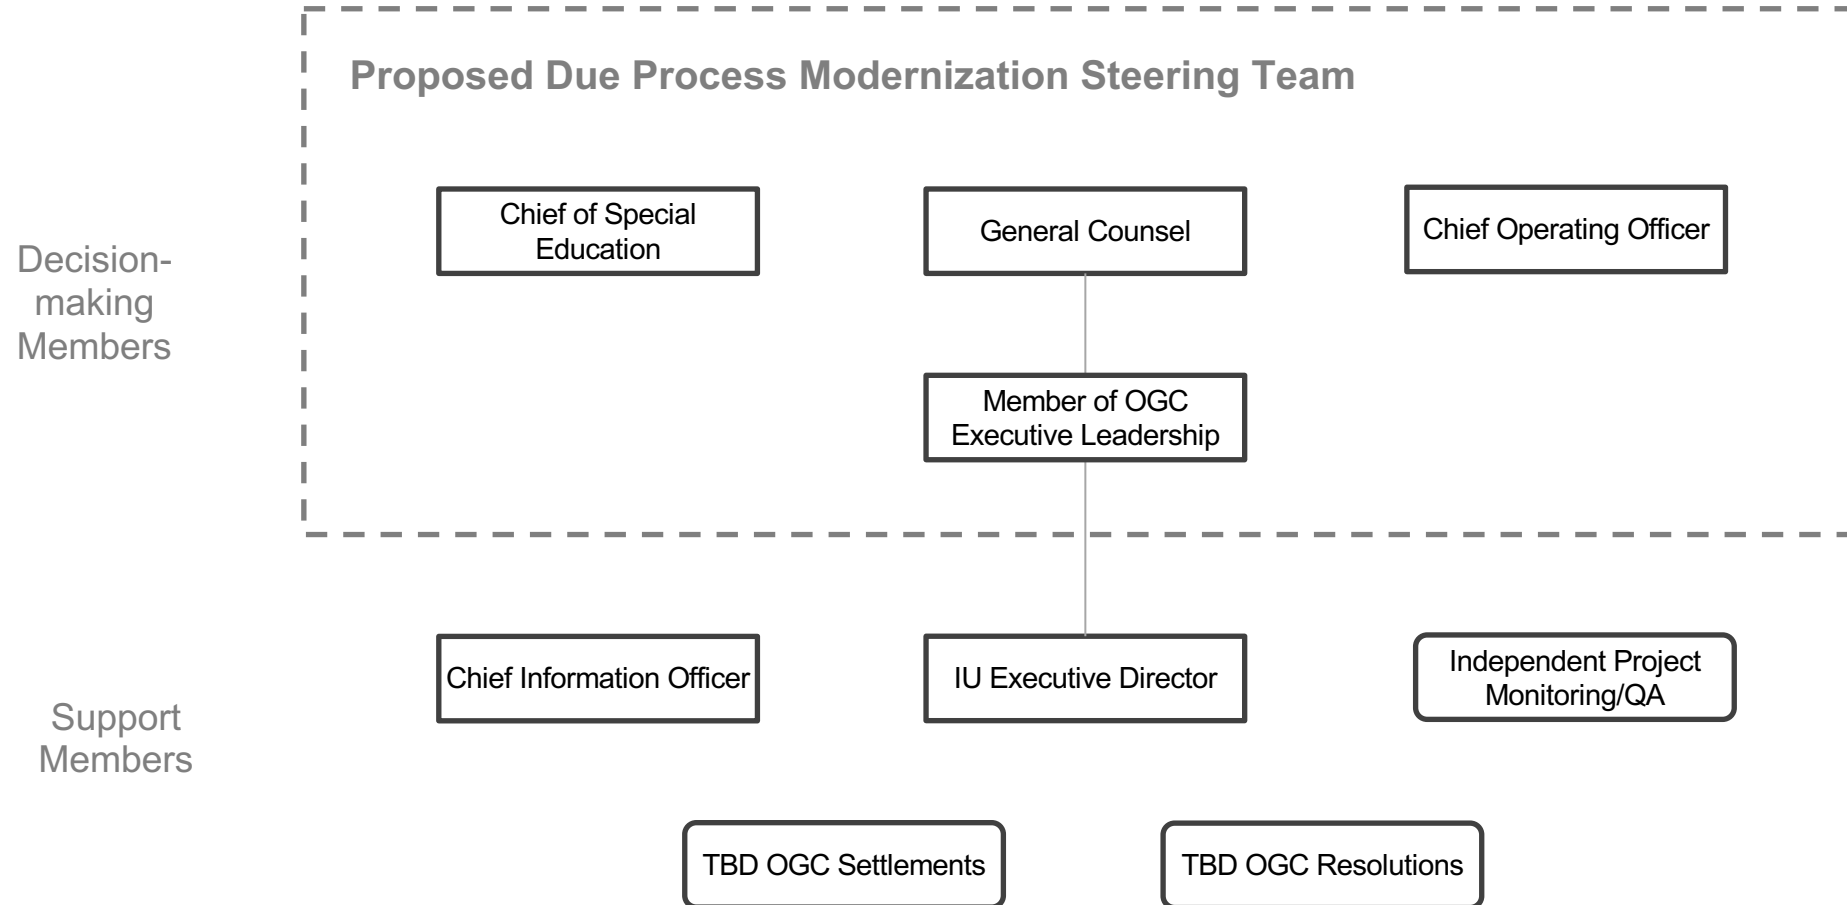 Proposed Due Process Modernization Steering Team
Decision-
making
Members
Chief of Special
Education
General Counsel
Chief Operating Officer
Member of OGC
Executive Leadership
Support
Members
Chief Information Officer
IU Executive Director
Independent Project
Monitoring/QA
TBD OGC Settlements
TBD OGC Resolutions